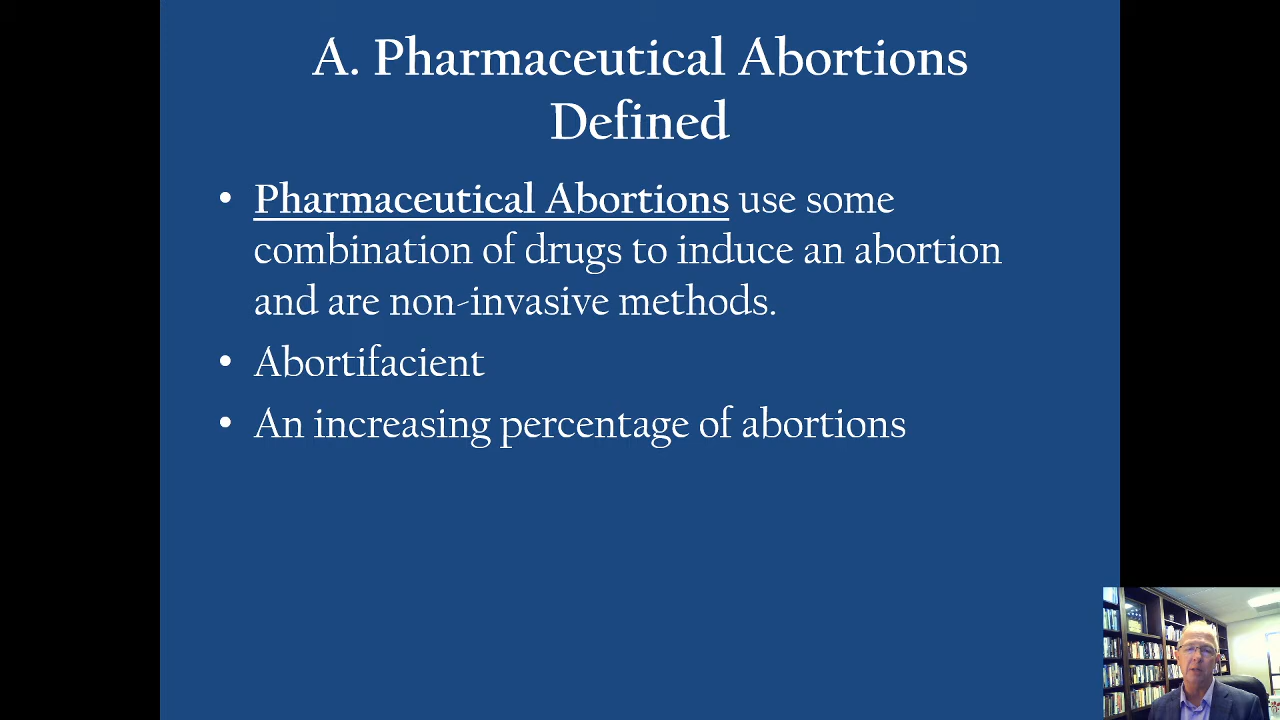 A. Pharmaceutical Abortions
Defined
• Pharmaceutical Abortions use some
combination of drugs to induce an abortion
and are non-invasive methods.
• Abortifacient
• An increasing percentage of abortions